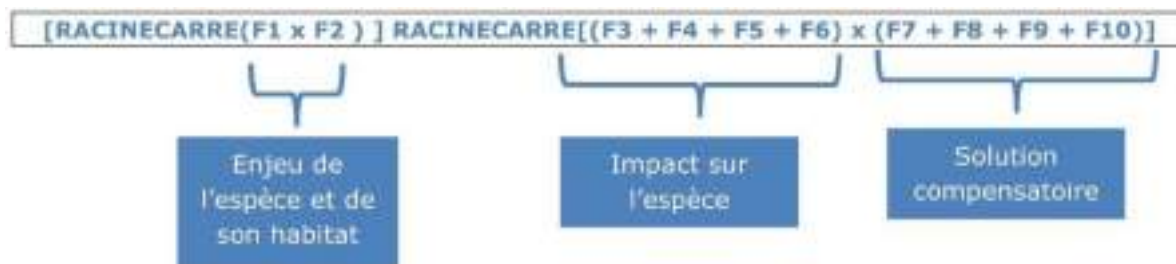 [RACINECARRE(F1 x F2 ) ] RACINECARRE[(F3 + F4 + F5 + F6) x (F7 + F8 + F9 + F10)]
Enjeu de
l'espèce et de
son habitat
Impact sur
l'espèce
Solution
compensatoire